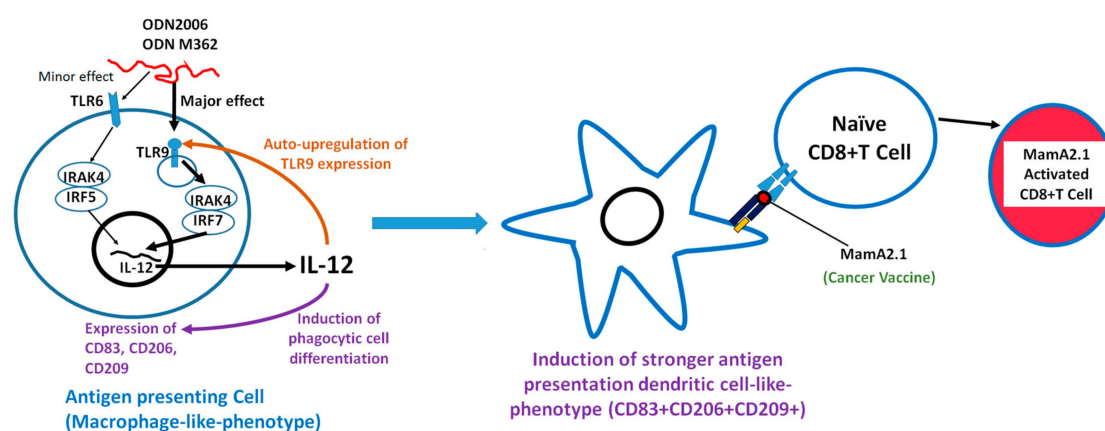 ODN2006
ODN M362
Minor effect
TLR6
Major effect
TLR9
Auto-upregulation of
TLR9 expression
IRAK4
IRF5
IRAK4
IRF7
IL-12
IL-12
Expression of
CD83, CD206,
CD209
Induction of
phagocytic cell
differentiation
Antigen presenting Cell
(Macrophage-like-phenotype)
Naïve
CD8+T Cell
MamA2.1
Activated
CD8+T Cell
MamA2.1
(Cancer Vaccine)
Induction of stronger antigen
presentation dendritic cell-like-
phenotype (CD83+CD206+CD209+)